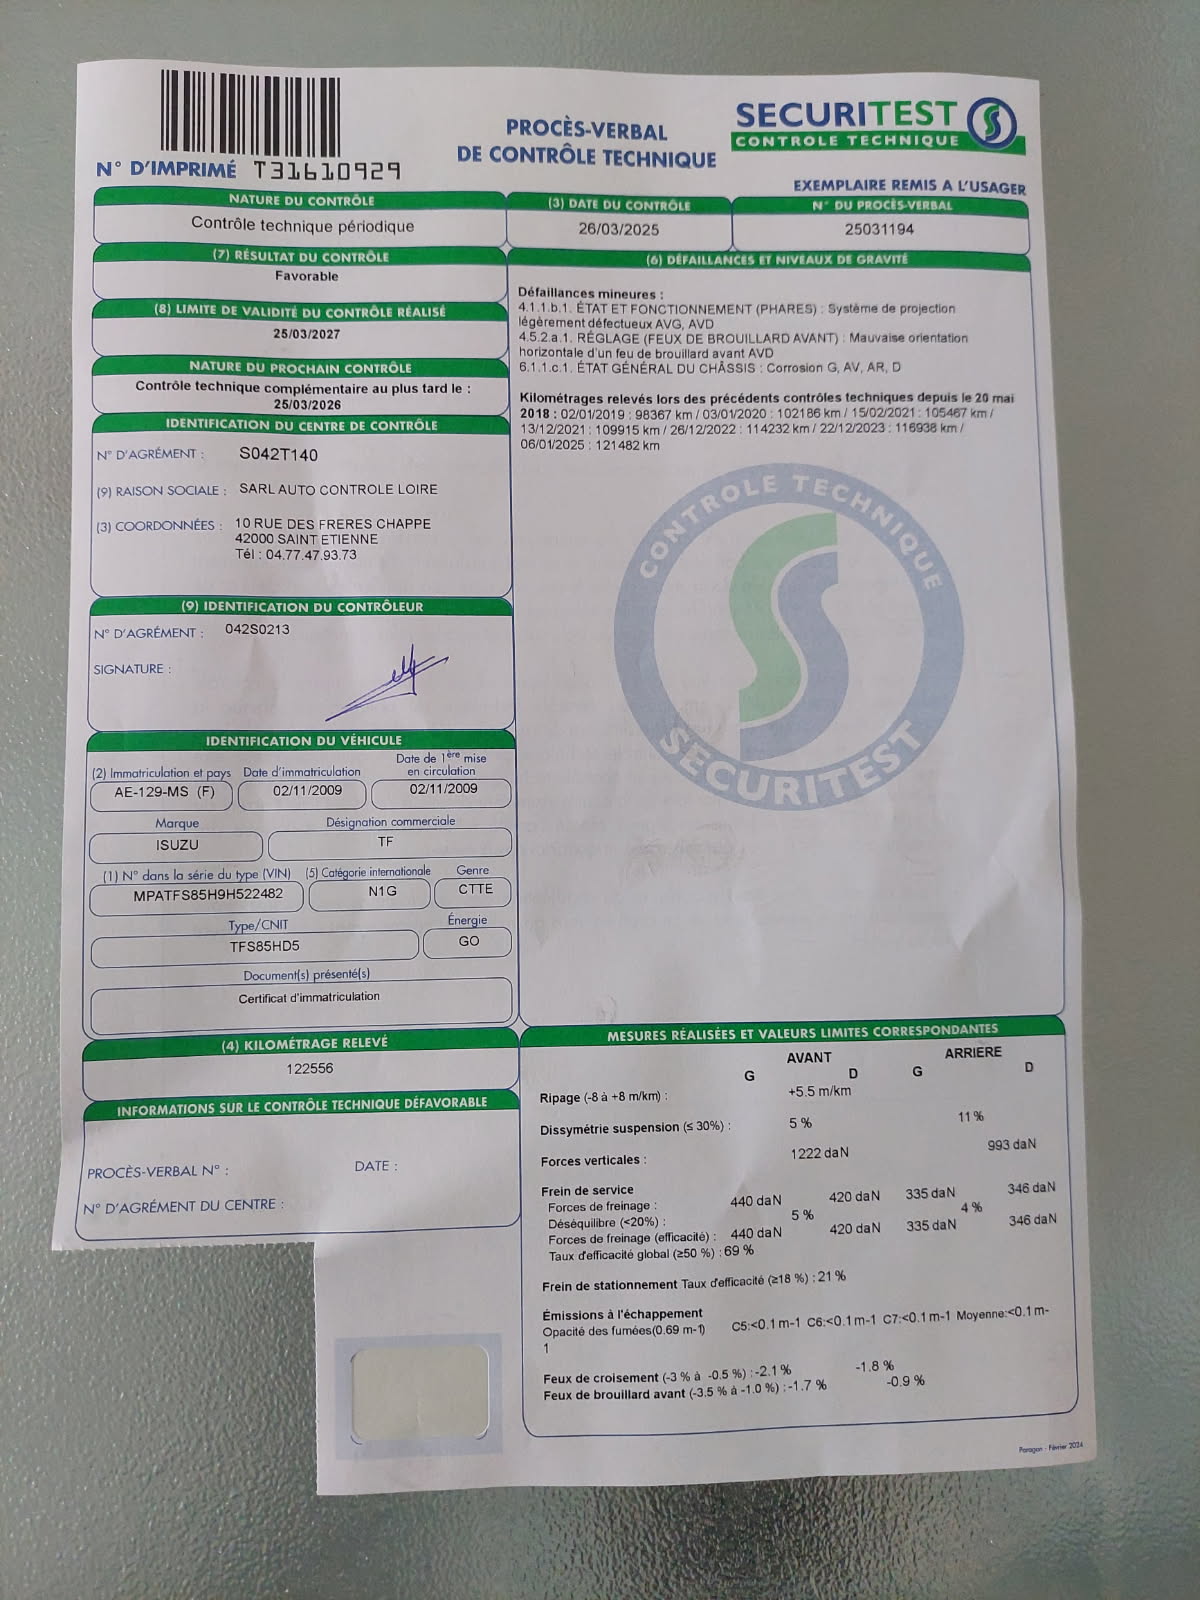 N° D'IMPRIMÉ T31610929
PROCÈS-VERBAL
DE CONTRÔLE TECHNIQUE
SECURITEST
CONTROLE TECHNIQUE
EXEMPLAIRE REMIS A L'USAGER
NATURE DU CONTRÔLE
Contrôle technique périodique
(3) DATE DU CONTRÔLE
26/03/2025
N° DU PROCÈS-VERBAL
25031194
(7) RÉSULTAT DU CONTRÔLE
Favorable
(8) LIMITE DE VALIDITÉ DU CONTRÔLE RÉALISÉ
25/03/2027
NATURE DU PROCHAIN CONTRÔLE
Contrôle technique complémentaire au plus tard le :
25/03/2026
IDENTIFICATION DU CENTRE DE CONTRÔLE
N° D'AGRÉMENT : S042T140
(9) RAISON SOCIALE : SARL AUTO CONTROLE LOIRE
(3) COORDONNÉES : 10 RUE DES FRERES CHAPPE
42000 SAINT ETIENNE
Tél : 04.77.47.93.73
(9) IDENTIFICATION DU CONTRÔLEUR
N° D'AGRÉMENT : 042S0213
SIGNATURE :
IDENTIFICATION DU VÉHICULE
(2) Immatriculation et pays
AE-129-MS (F)
Date d'immatriculation
02/11/2009
Date de 1ère mise
en circulation
02/11/2009
Marque
ISUZU
Désignation commerciale
TF
(1) N° dans la série du type (VIN)
MPATFS85H9H522482
(5) Catégorie internationale
N1G
Genre
CTTE
Type/CNIT
TFS85HD5
Énergie
GO
Document(s) présenté(s)
Certificat d'immatriculation
(4) KILOMÉTRAGE RELEVÉ
122556
INFORMATIONS SUR LE CONTRÔLE TECHNIQUE DÉFAVORABLE
PROCÈS-VERBAL N° : DATE :
N° D'AGRÉMENT DU CENTRE :
(6) DÉFAILLANCES ET NIVEAUX DE GRAVITÉ
Défaillances mineures :
4.1.1.b.1. ÉTAT ET FONCTIONNEMENT (PHARES) : Système de projection
légèrement défectueux AVG, AVD
4.5.2.a.1. RÉGLAGE (FEUX DE BROUILLARD AVANT) : Mauvaise orientation
horizontale d'un feu de brouillard avant AVD
6.1.1.c.1. ÉTAT GÉNÉRAL DU CHÂSSIS : Corrosion G, AV, AR, D
Kilométrages relevés lors des précédents contrôles techniques depuis le 20 mai
2018 : 02/01/2019 : 98367 km / 03/01/2020 : 102186 km / 15/02/2021 : 105467 km /
13/12/2021 : 109915 km / 26/12/2022 : 114232 km / 22/12/2023 : 116938 km /
06/01/2025 : 121482 km
CONTROLE TECHNIQUE
SECURITEST
MESURES RÉALISÉES ET VALEURS LIMITES CORRESPONDANTES
AVANT ARRIÈRE
G D G D
Ripage (-8 à +8 m/km) : +5.5 m/km
Dissymétrie suspension (≤ 30%) : 5 % 11 %
Forces verticales : 1222 daN 993 daN
Frein de service
Forces de freinage : 440 daN 420 daN 335 daN 346 daN
Déséquilibre (<20%) : 5 % 4 %
Forces de freinage (efficacité) : 440 daN 420 daN 335 daN 346 daN
Taux d'efficacité global (≥50 %) : 69 %
Frein de stationnement Taux d'efficacité (≥18 %) : 21 %
Émissions à l'échappement
Opacité des fumées(0.69 m-1) C5:<0.1 m-1 C6:<0.1 m-1 C7:<0.1 m-1 Moyenne:<0.1 m-
1
Feux de croisement (-3 % à -0.5 %) : -2.1 % -1.8 %
Feux de brouillard avant (-3.5 % à -1.0 %) : -1.7 % -0.9 %
Paragon - Février 2024